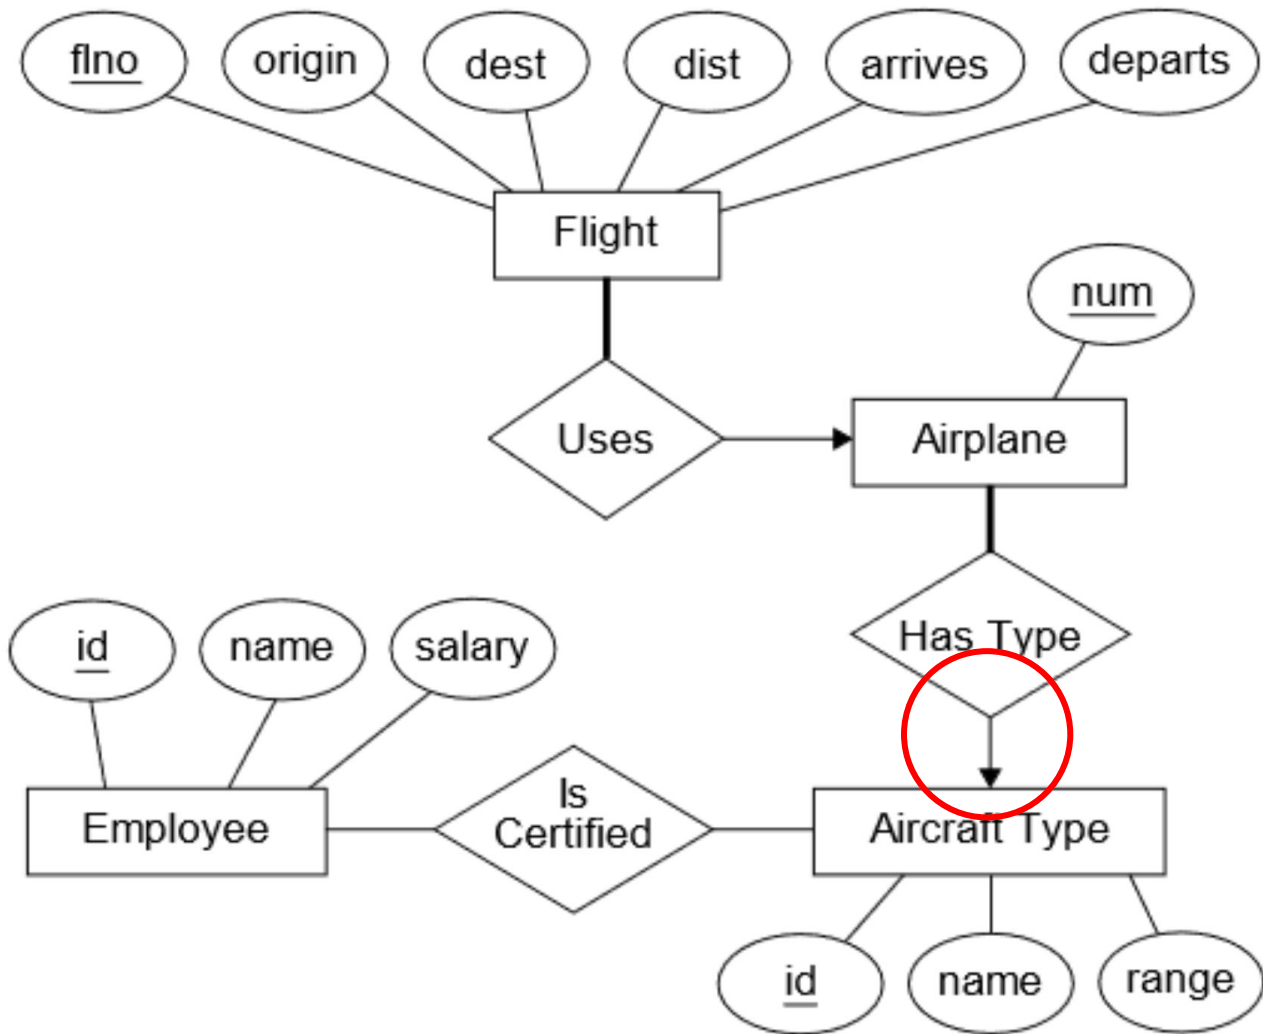 flno origin dest dist arrives departs
Flight
num
Uses Airplane
Has Type
id name salary
Is
Employee Certified Aircraft Type
id name range